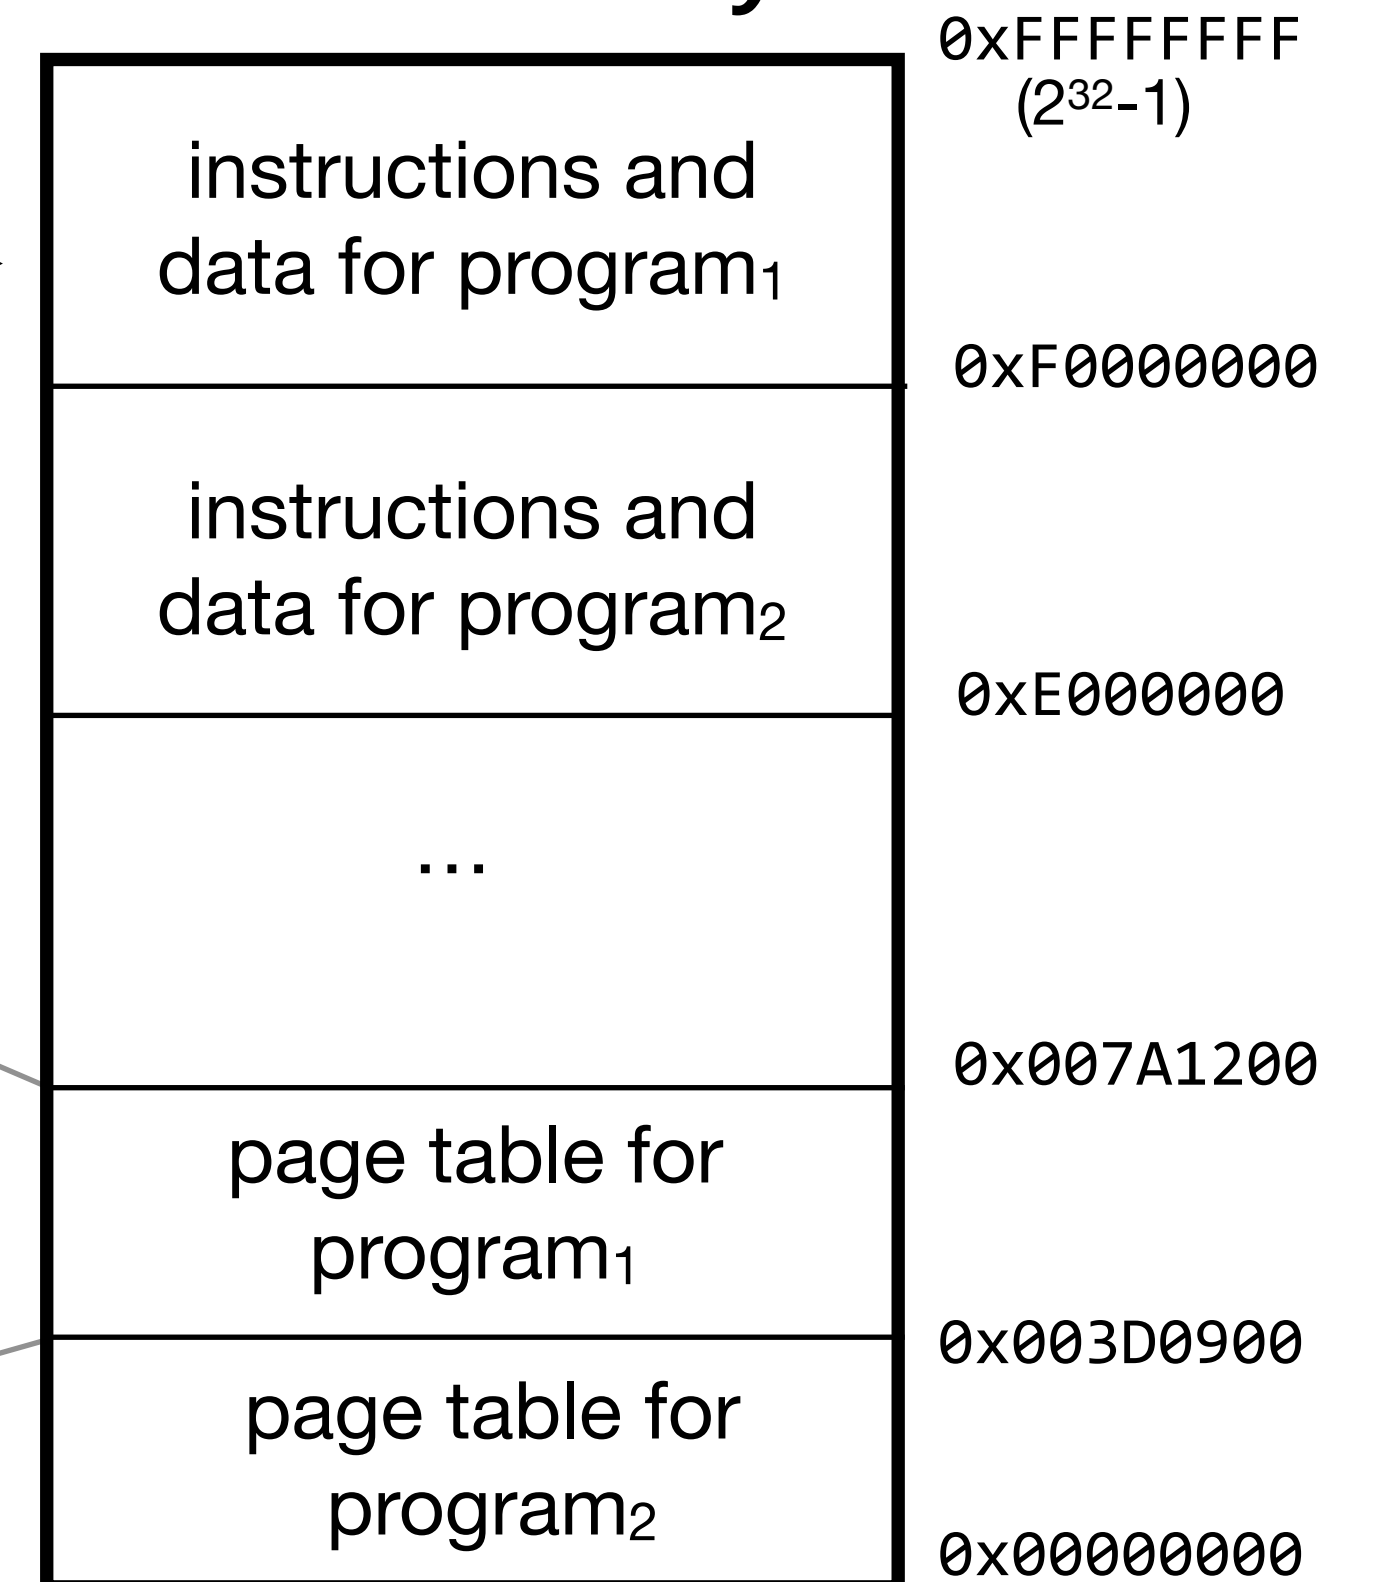 0xFFFFFFFF
(2³²-1)
instructions and
data for program₁
0xF0000000
instructions and
data for program₂
0xE000000
...
0x007A1200
page table for
program₁
0x003D0900
page table for
program₂
0x00000000